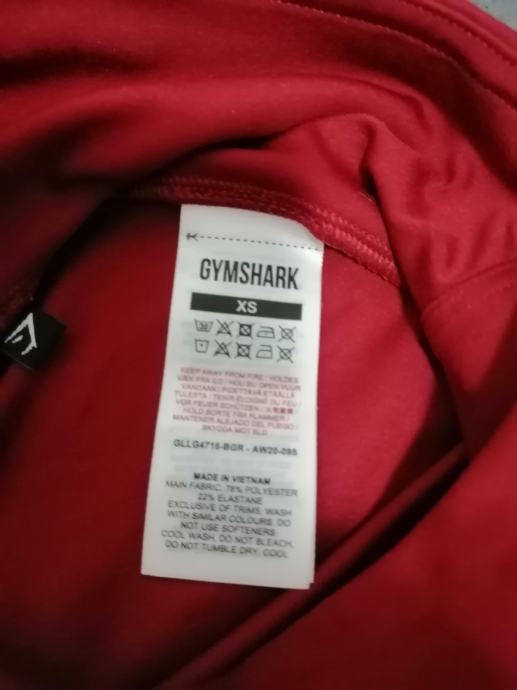 GYMSHARK
XS
KEEP AWAY FROM FIRE / HOLDES
VÆK FRA ILD / HOU BIJ OPEN VUUR
VANDAAN / PIDETTÄVÄ ETÄÄLLÄ
TULESTA / TENIR ÉLOIGNÉ DU FEU /
VOR FEUER SCHÜTZEN /
HOLD BORTE FRA FLAMMER /
MANTENER ALEJADO DEL FUEGO /
SKYDDA MOT ELD
GLLG4716-BGR - AW20-098
MADE IN VIETNAM
MAIN FABRIC: 78% POLYESTER
22% ELASTANE
EXCLUSIVE OF TRIMS, WASH
WITH SIMILAR COLOURS, DO
NOT USE SOFTENERS
COOL WASH, DO NOT BLEACH,
DO NOT TUMBLE DRY, COOL